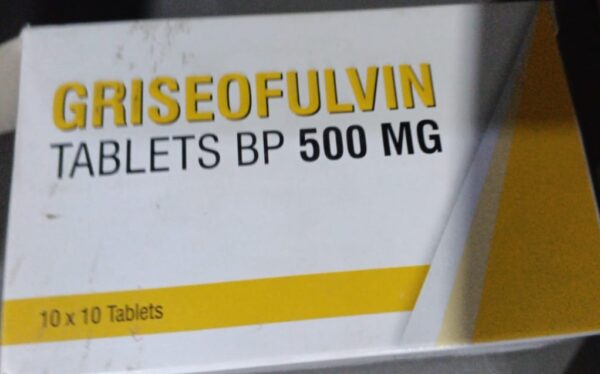 GRISEOFULVIN
TABLETS BP 500 MG
10 x 10 Tablets